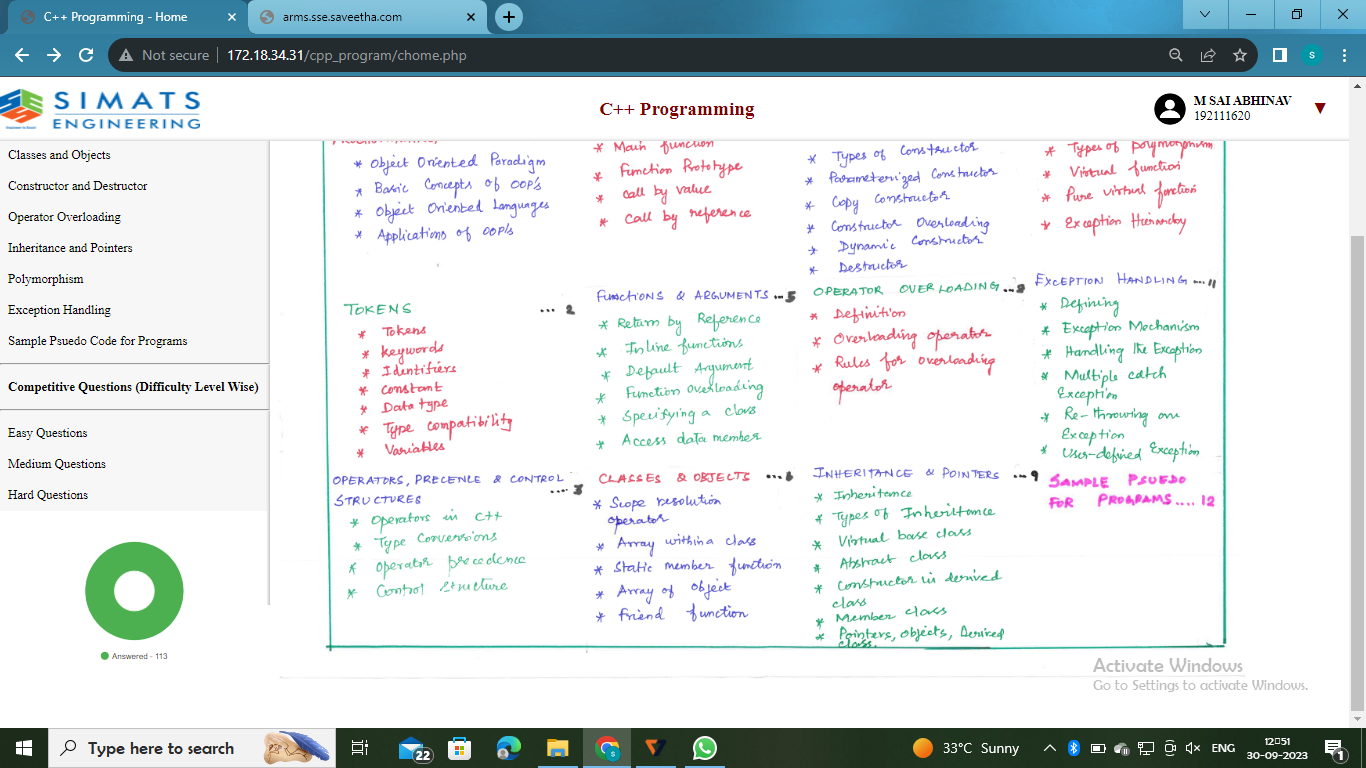 C++ Programming - Home
arms.sse.saveetha.com
Not secure
172.18.34.31/cpp_program/chome.php
S
SIMATS
ENGINEERING
C++ Programming
M SAI ABHINAV
192111620
Classes and Objects
Constructor and Destructor
Operator Overloading
Inheritance and Pointers
Polymorphism
Exception Handling
Sample Psuedo Code for Programs
Competitive Questions (Difficulty Level Wise)
Easy Questions
Medium Questions
Hard Questions
Answered - 113
* Object Oriented Paradigm
* Basic Concepts of OOP's
* Object Oriented Languages
* Applications of OOP's
TOKENS ... 2
* Tokens
* keywords
* Identifiers
* constant
* Data type
* Type compatibility
* Variables
OPERATORS, PRECENCE & CONTROL
STRUCTURES .... 3
* Operators in C++
* Type Conversions
* Operator precedence
* Control Structure
* Main function
* Function Prototype
* call by value
* call by reference
FUNCTIONS & ARGUMENTS ... 5
* Return by Reference
* Inline functions
* Default Argument
* Function overloading
* Specifying a class
* Access data member
CLASSES & OBJECTS ... 6
* Scope resolution
operator
* Array within a class
* Static member function
* Array of object
* Friend function
* Types of Constructor
* Parameterized Constructor
* Copy Constructor
* Constructor Overloading
* Dynamic Constructor
* Destructor
OPERATOR OVERLOADING ... 8
* Definition
* Overloading operator
* Rules for overloading
operator
INHERITANCE & POINTERS ... 9
* Inheritance
* Types of Inheritance
* Virtual base class
* Abstract class
* Constructor in derived
class
* Member class
* Pointers, objects, Derived
class.
* Types of polymorphism
* Virtual function
* Pure virtual function
* Exception Hierarchy
EXCEPTION HANDLING ... 11
* Defining
* Exception Mechanism
* Handling the Exception
* Multiple catch
Exception
* Re-throwing an
Exception
* User-defined Exception
SAMPLE PSUEDO
FOR PROGRAMS.... 12
Activate Windows
Go to Settings to activate Windows.
Type here to search
22
33°C Sunny
ENG
12:51
30-09-2023
1